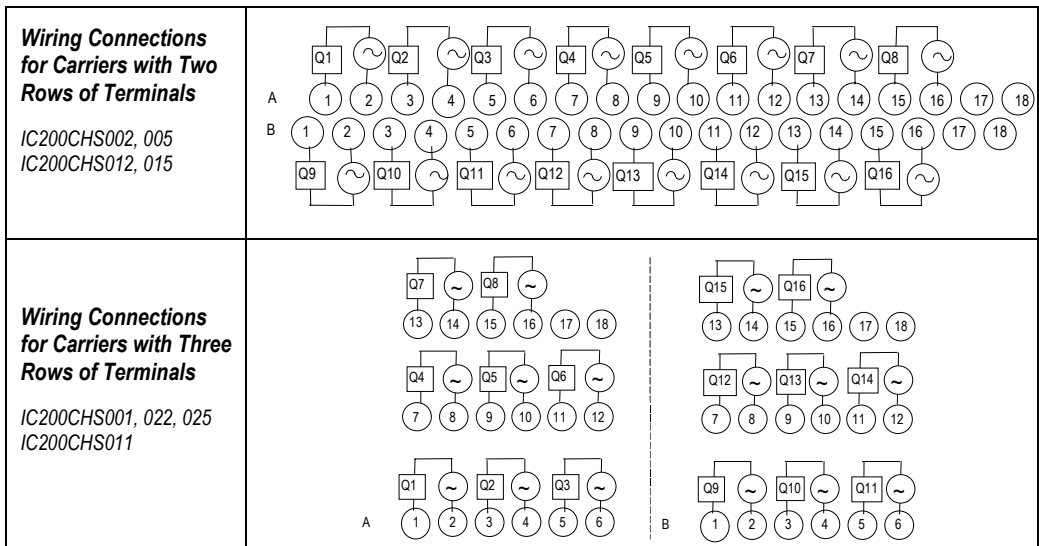 Wiring Connections
for Carriers with Two
Rows of Terminals
IC200CHS002, 005
IC200CHS012, 015
Q1 Q2 Q3 Q4 Q5 Q6 Q7 Q8
A 1 2 3 4 5 6 7 8 9 10 11 12 13 14 15 16 17 18
B 1 2 3 4 5 6 7 8 9 10 11 12 13 14 15 16 17 18
Q9 Q10 Q11 Q12 Q13 Q14 Q15 Q16
Wiring Connections
for Carriers with Three
Rows of Terminals
IC200CHS001, 022, 025
IC200CHS011
Q7 ~ Q8 ~
13 14 15 16 17 18
Q4 ~ Q5 ~ Q6 ~
7 8 9 10 11 12
Q1 ~ Q2 ~ Q3 ~
A 1 2 3 4 5 6
Q15 ~ Q16 ~
13 14 15 16 17 18
Q12 ~ Q13 ~ Q14 ~
7 8 9 10 11 12
Q9 ~ Q10 ~ Q11 ~
B 1 2 3 4 5 6